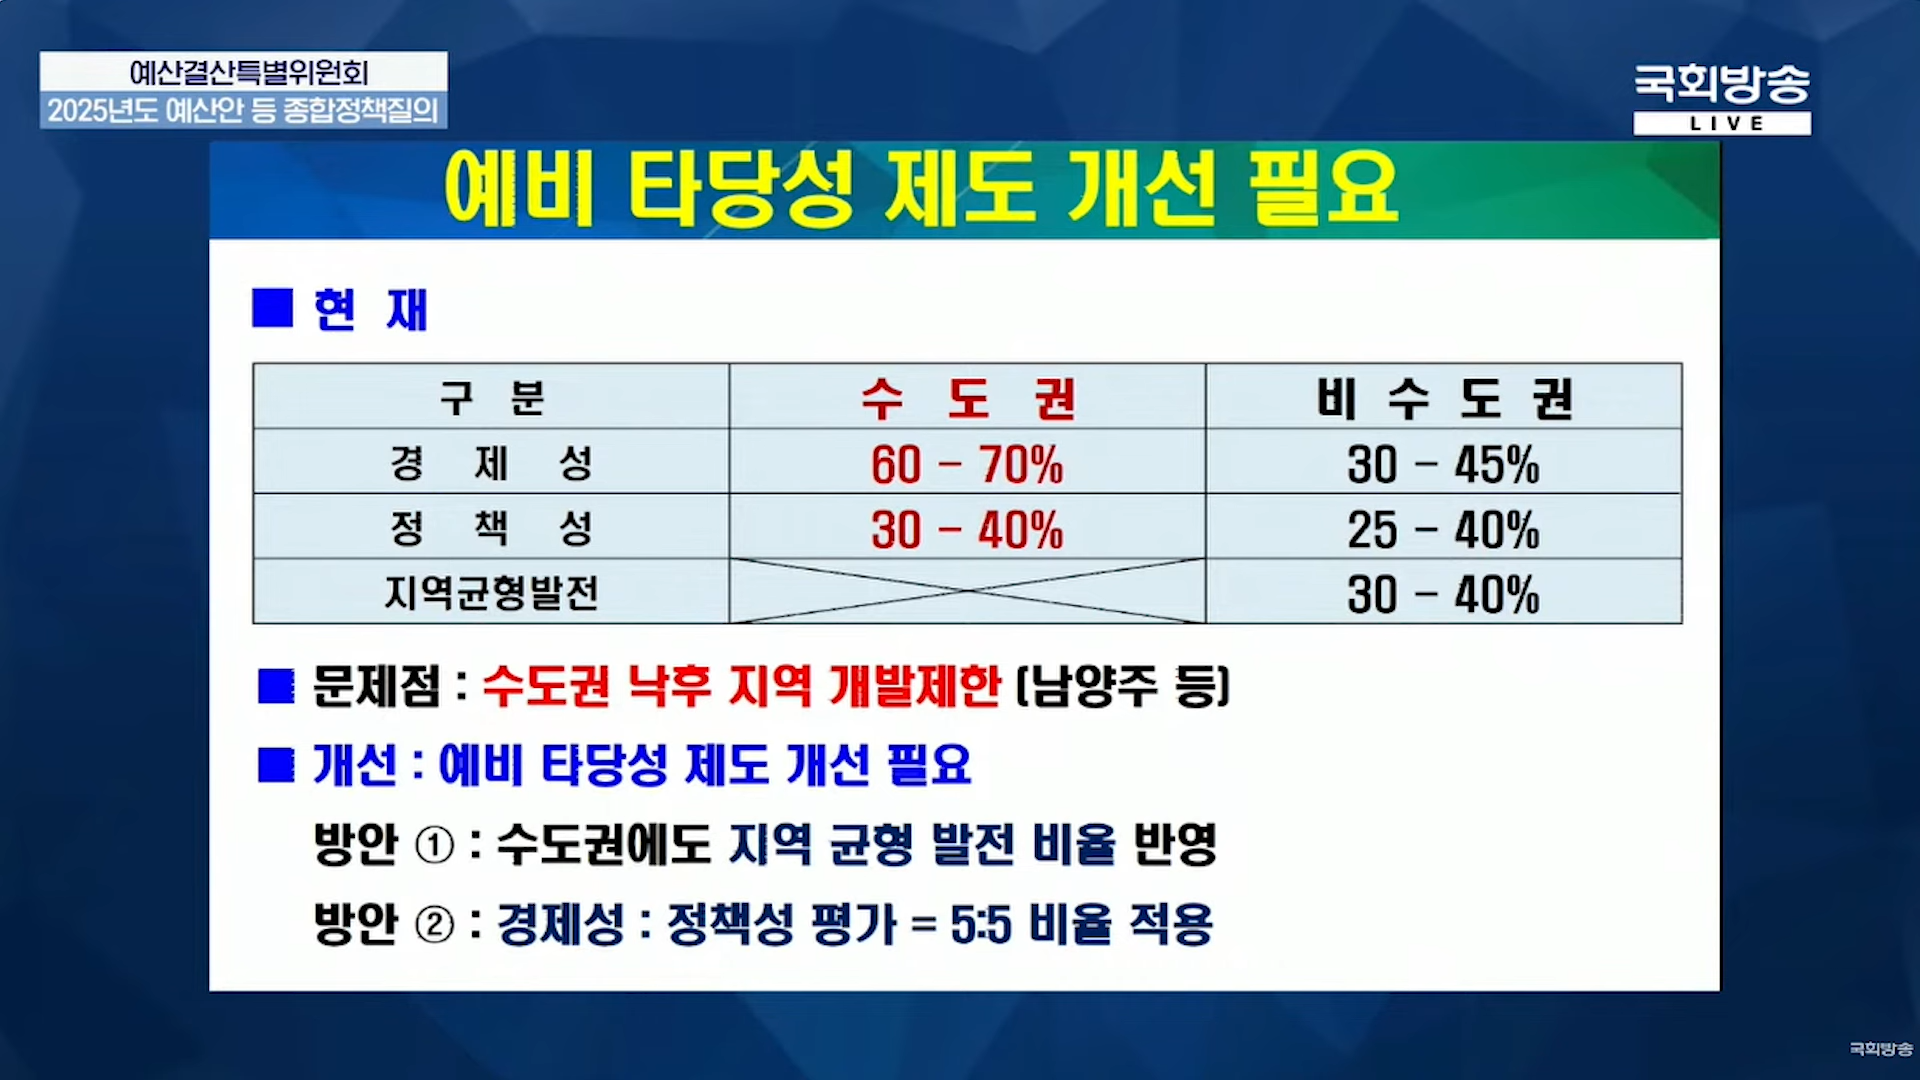 예산결산특별위원회
2025년도 예산안 등 종합정책질의
국회방송
LIVE
예비 타당성 제도 개선 필요
■ 현 재
구 분 수 도 권 비 수 도 권
경 제 성 60 - 70% 30 - 45%
정 책 성 30 - 40% 25 - 40%
지역균형발전 30 - 40%
■ 문제점 : 수도권 낙후 지역 개발제한 (남양주 등)
■ 개선 : 예비 타당성 제도 개선 필요
방안 ① : 수도권에도 지역 균형 발전 비율 반영
방안 ② : 경제성 : 정책성 평가 = 5:5 비율 적용
국회방송